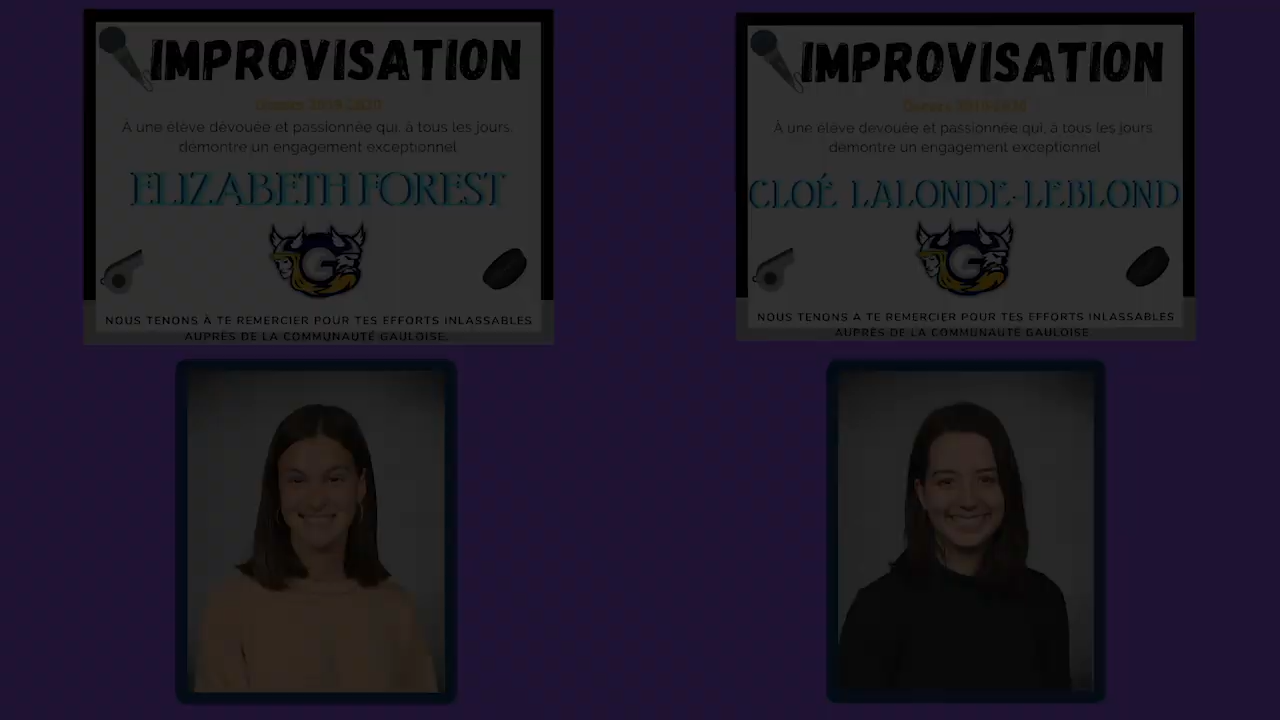 IMPROVISATION
À une élève dévouée et passionnée qui, à tous les jours,
démontre un engagement exceptionnel
ELIZABETH FOREST
G
NOUS TENONS À TE REMERCIER POUR TES EFFORTS INLASSABLES
AUPRÈS DE LA COMMUNAUTÉ GAULOISE.
IMPROVISATION
À une élève dévouée et passionnée qui, à tous les jours,
démontre un engagement exceptionnel
CLOÉ LALONDE-LEBLOND
G
NOUS TENONS À TE REMERCIER POUR TES EFFORTS INLASSABLES
AUPRÈS DE LA COMMUNAUTÉ GAULOISE